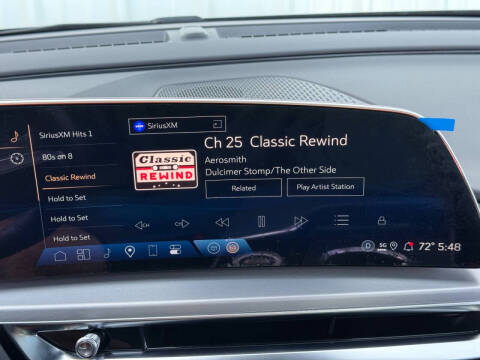 SiriusXM Hits 1
80s on 8
Classic Rewind
Hold to Set
Hold to Set
Hold to Set
SiriusXM
Classic
REWIND
Ch 25 Classic Rewind
Aerosmith
Dulcimer Stomp/The Other Side
Related
Play Artist Station
CH
CH
D
5G
72° 5:48